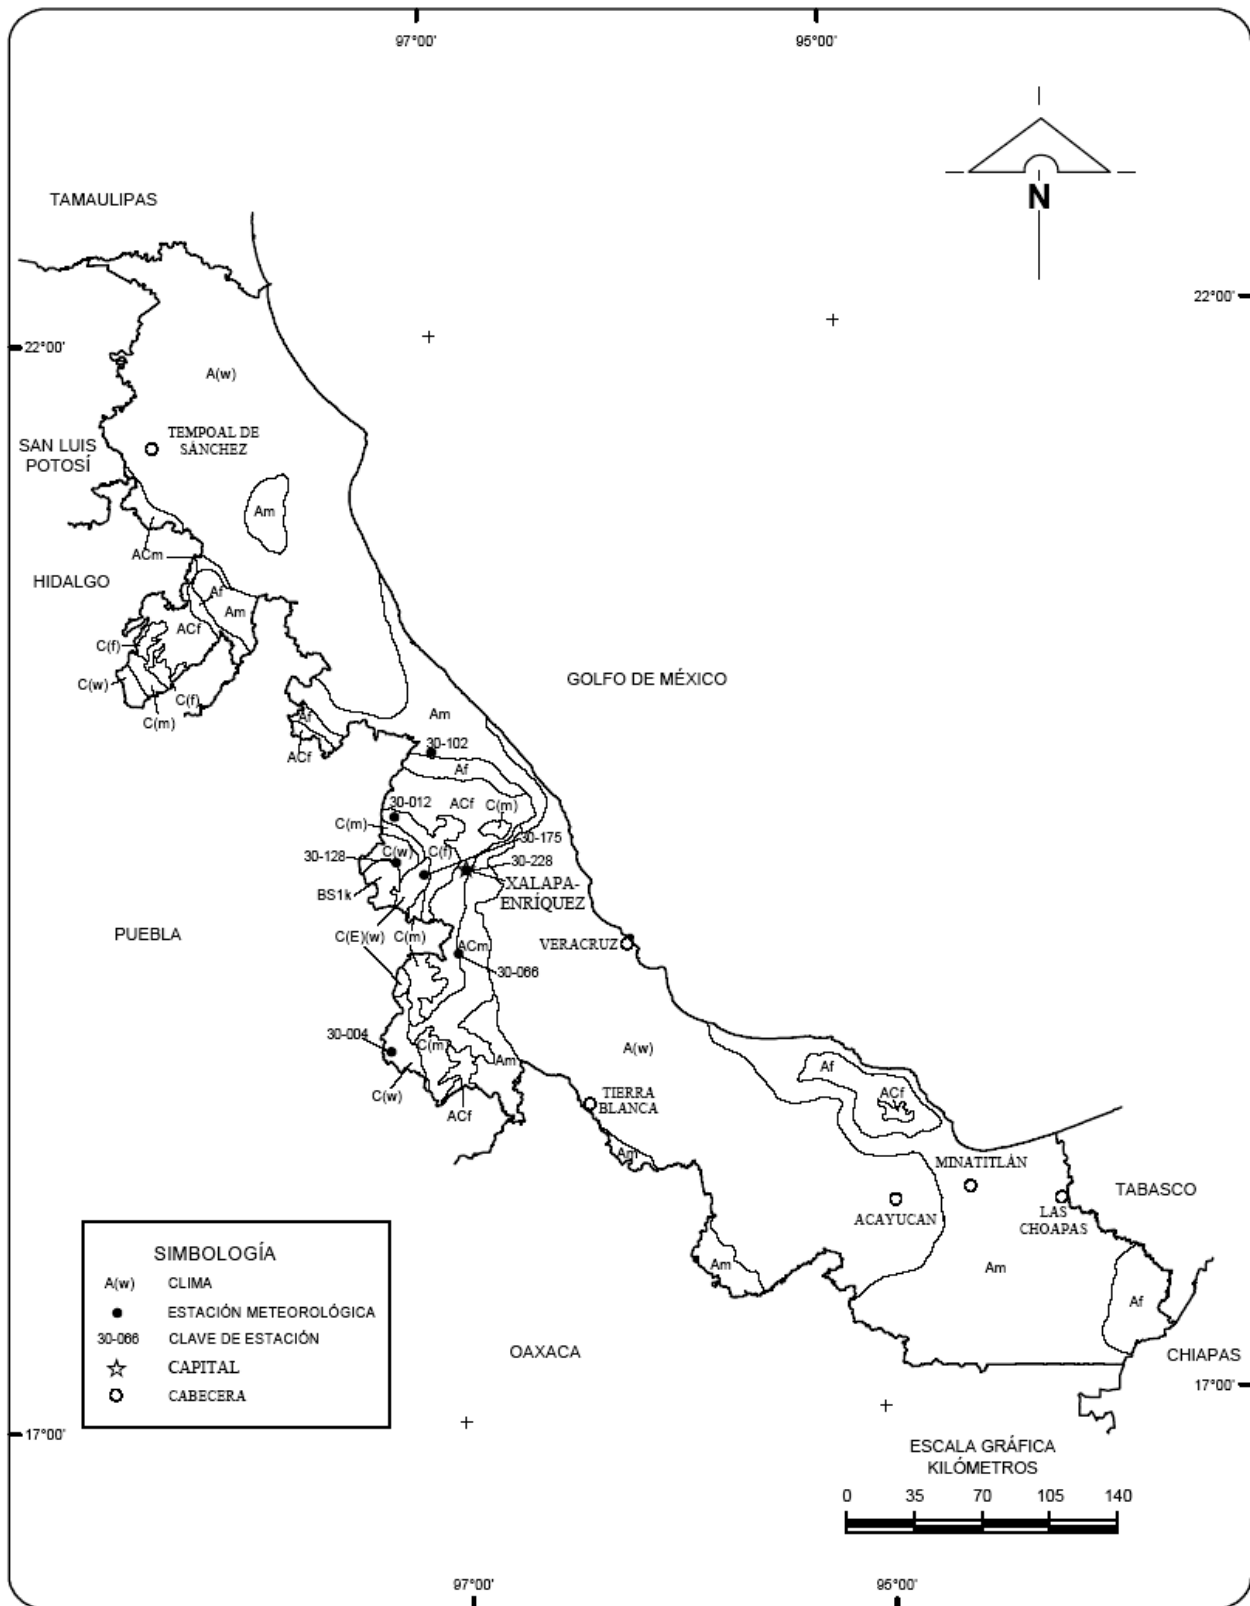 97°00'
95°00'
TAMAULIPAS
N
22°00'
22°00'
A(w)
TEMPOAL DE
SÁNCHEZ
SAN LUIS
POTOSÍ
Am
ACm
HIDALGO
Af
Am
ACf
C(f)
C(w)
C(f)
C(m)
GOLFO DE MÉXICO
Af
ACf
Am
30-102
Af
30-012
ACf
C(m)
C(m)
30-175
C(w)
C(f)
30-128
30-228
BS1k
XALAPA-
ENRÍQUEZ
PUEBLA
C(E)(w)
C(m)
ACm
VERACRUZ
30-066
30-004
C(m)
Am
A(w)
C(w)
ACf
TIERRA
BLANCA
Af
ACf
Am
MINATITLÁN
ACAYUCAN
LAS
CHOAPAS
TABASCO
Am
Am
Af
SIMBOLOGÍA
A(w) CLIMA
ESTACIÓN METEOROLÓGICA
30-066 CLAVE DE ESTACIÓN
CAPITAL
CABECERA
OAXACA
CHIAPAS
17°00'
17°00'
ESCALA GRÁFICA
KILÓMETROS
0 35 70 105 140
97°00'
95°00'